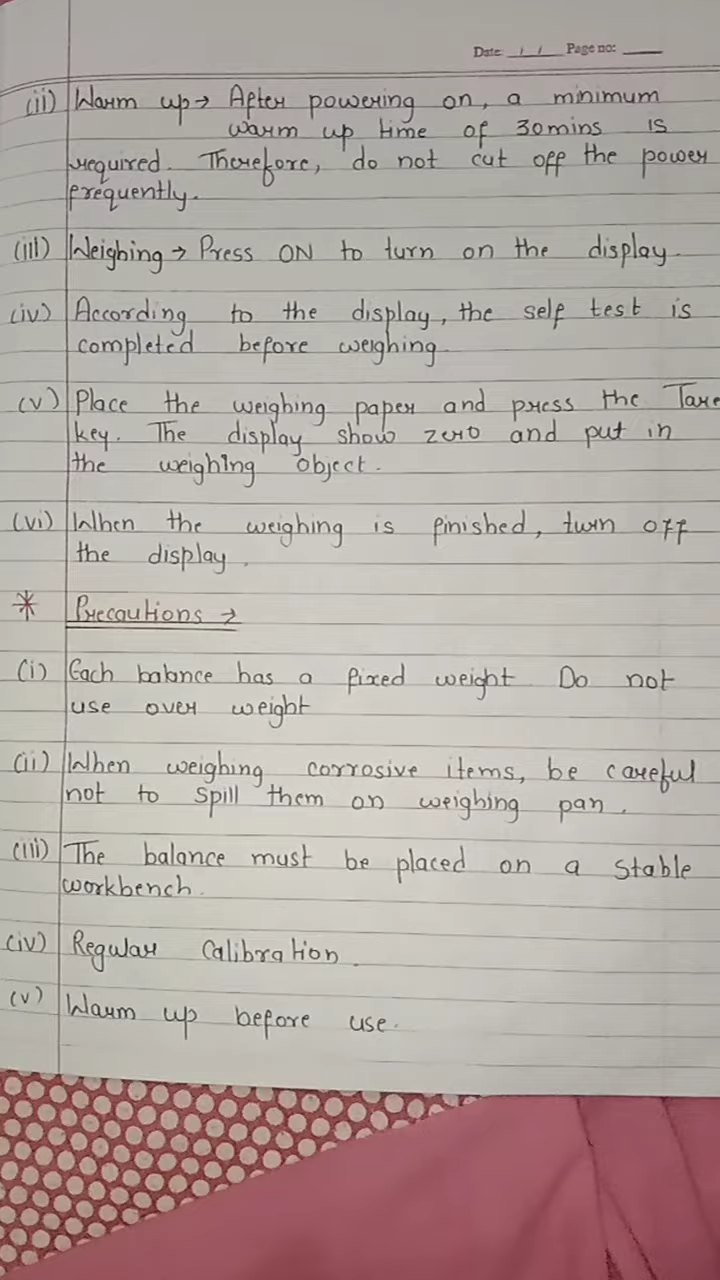 Date / / Page no:
(ii) Warm up → After powering on, a minimum
warm up time of 30mins is
required. Therefore, do not cut off the power
frequently.
(iii) Weighing → Press ON to turn on the display.
(iv) According to the display, the self test is
completed before weighing.
(v) Place the weighing paper and press the Tare
key. The display show zero and put in
the weighing object.
(vi) When the weighing is finished, turn off
the display.
* Precautions →
(i) Each balance has a fixed weight Do not
use over weight
(ii) When weighing corrosive items, be careful
not to spill them on weighing pan.
(iii) The balance must be placed on a stable
workbench.
(iv) Regular Calibration.
(v) Warm up before use.